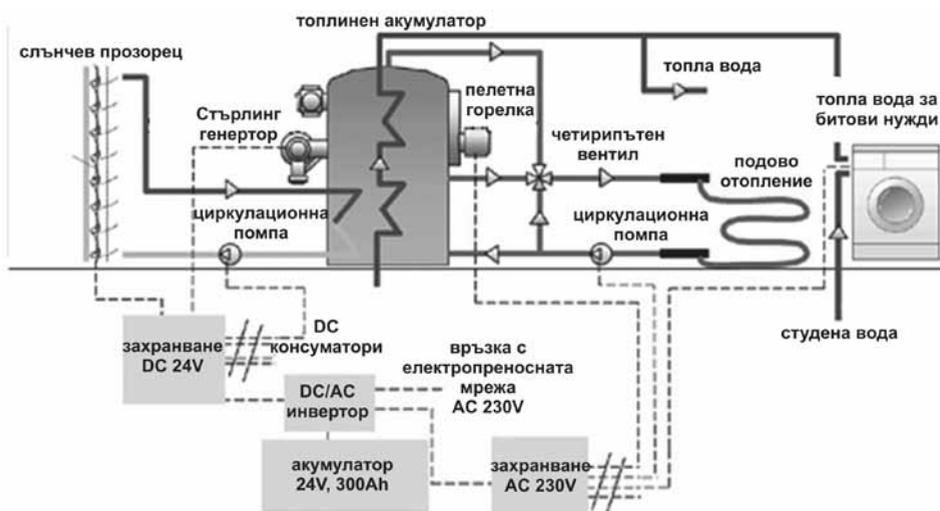 топлинен акумулатор
слънчев прозорец
Стърлинг
генертор
пелетна
горелка
топла вода
топла вода за
битови нужди
четирипътен
вентил
подово
отопление
циркулационна
помпа
циркулационна
помпа
студена вода
захранване
DC 24V
DC
консуматори
връзка с
електропреносната
мрежа
AC 230V
DC/AC
инвертор
акумулатор
24V, 300Ah
захранване
AC 230V